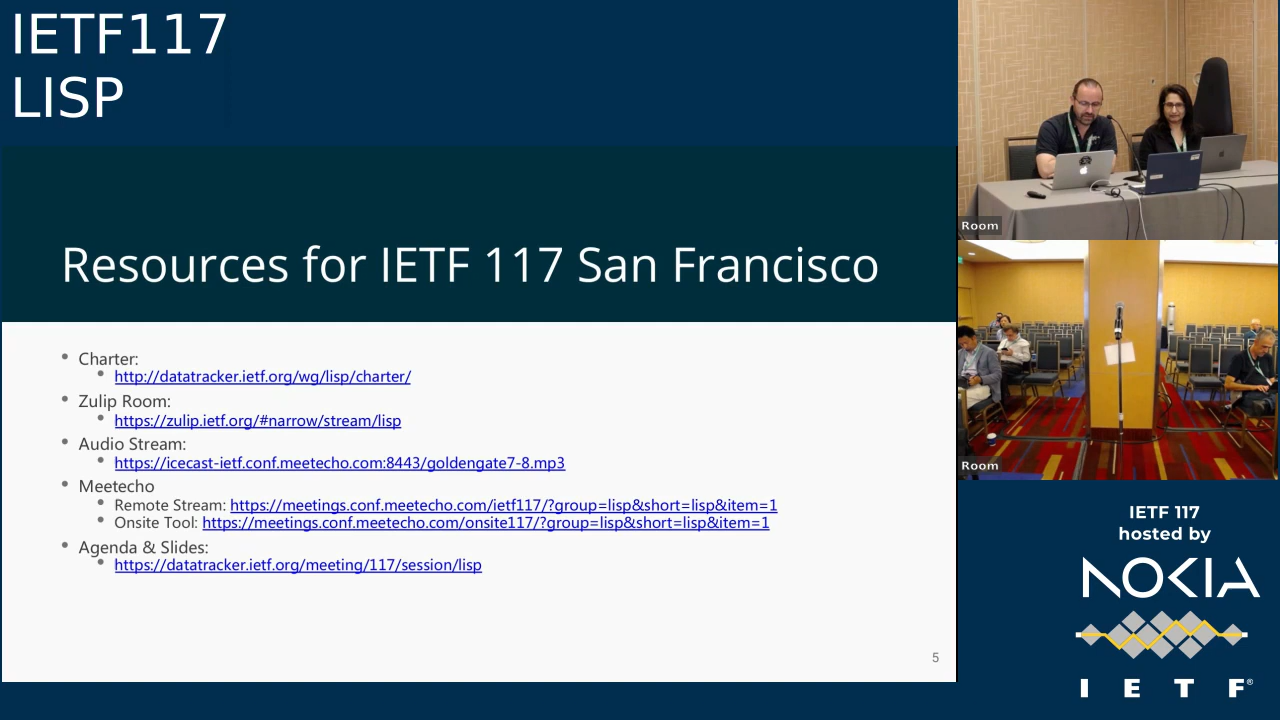 IETF117
LISP
Resources for IETF 117 San Francisco
• Charter:
• http://datatracker.ietf.org/wg/lisp/charter/
• Zulip Room:
• https://zulip.ietf.org/#narrow/stream/lisp
• Audio Stream:
• https://icecast-ietf.conf.meetecho.com:8443/goldengate7-8.mp3
• Meetecho
• Remote Stream: https://meetings.conf.meetecho.com/ietf117/?group=lisp&short=lisp&item=1
• Onsite Tool: https://meetings.conf.meetecho.com/onsite117/?group=lisp&short=lisp&item=1
• Agenda & Slides:
• https://datatracker.ietf.org/meeting/117/session/lisp
5
Room
Room
IETF 117
hosted by
NOKIA
I E T F®